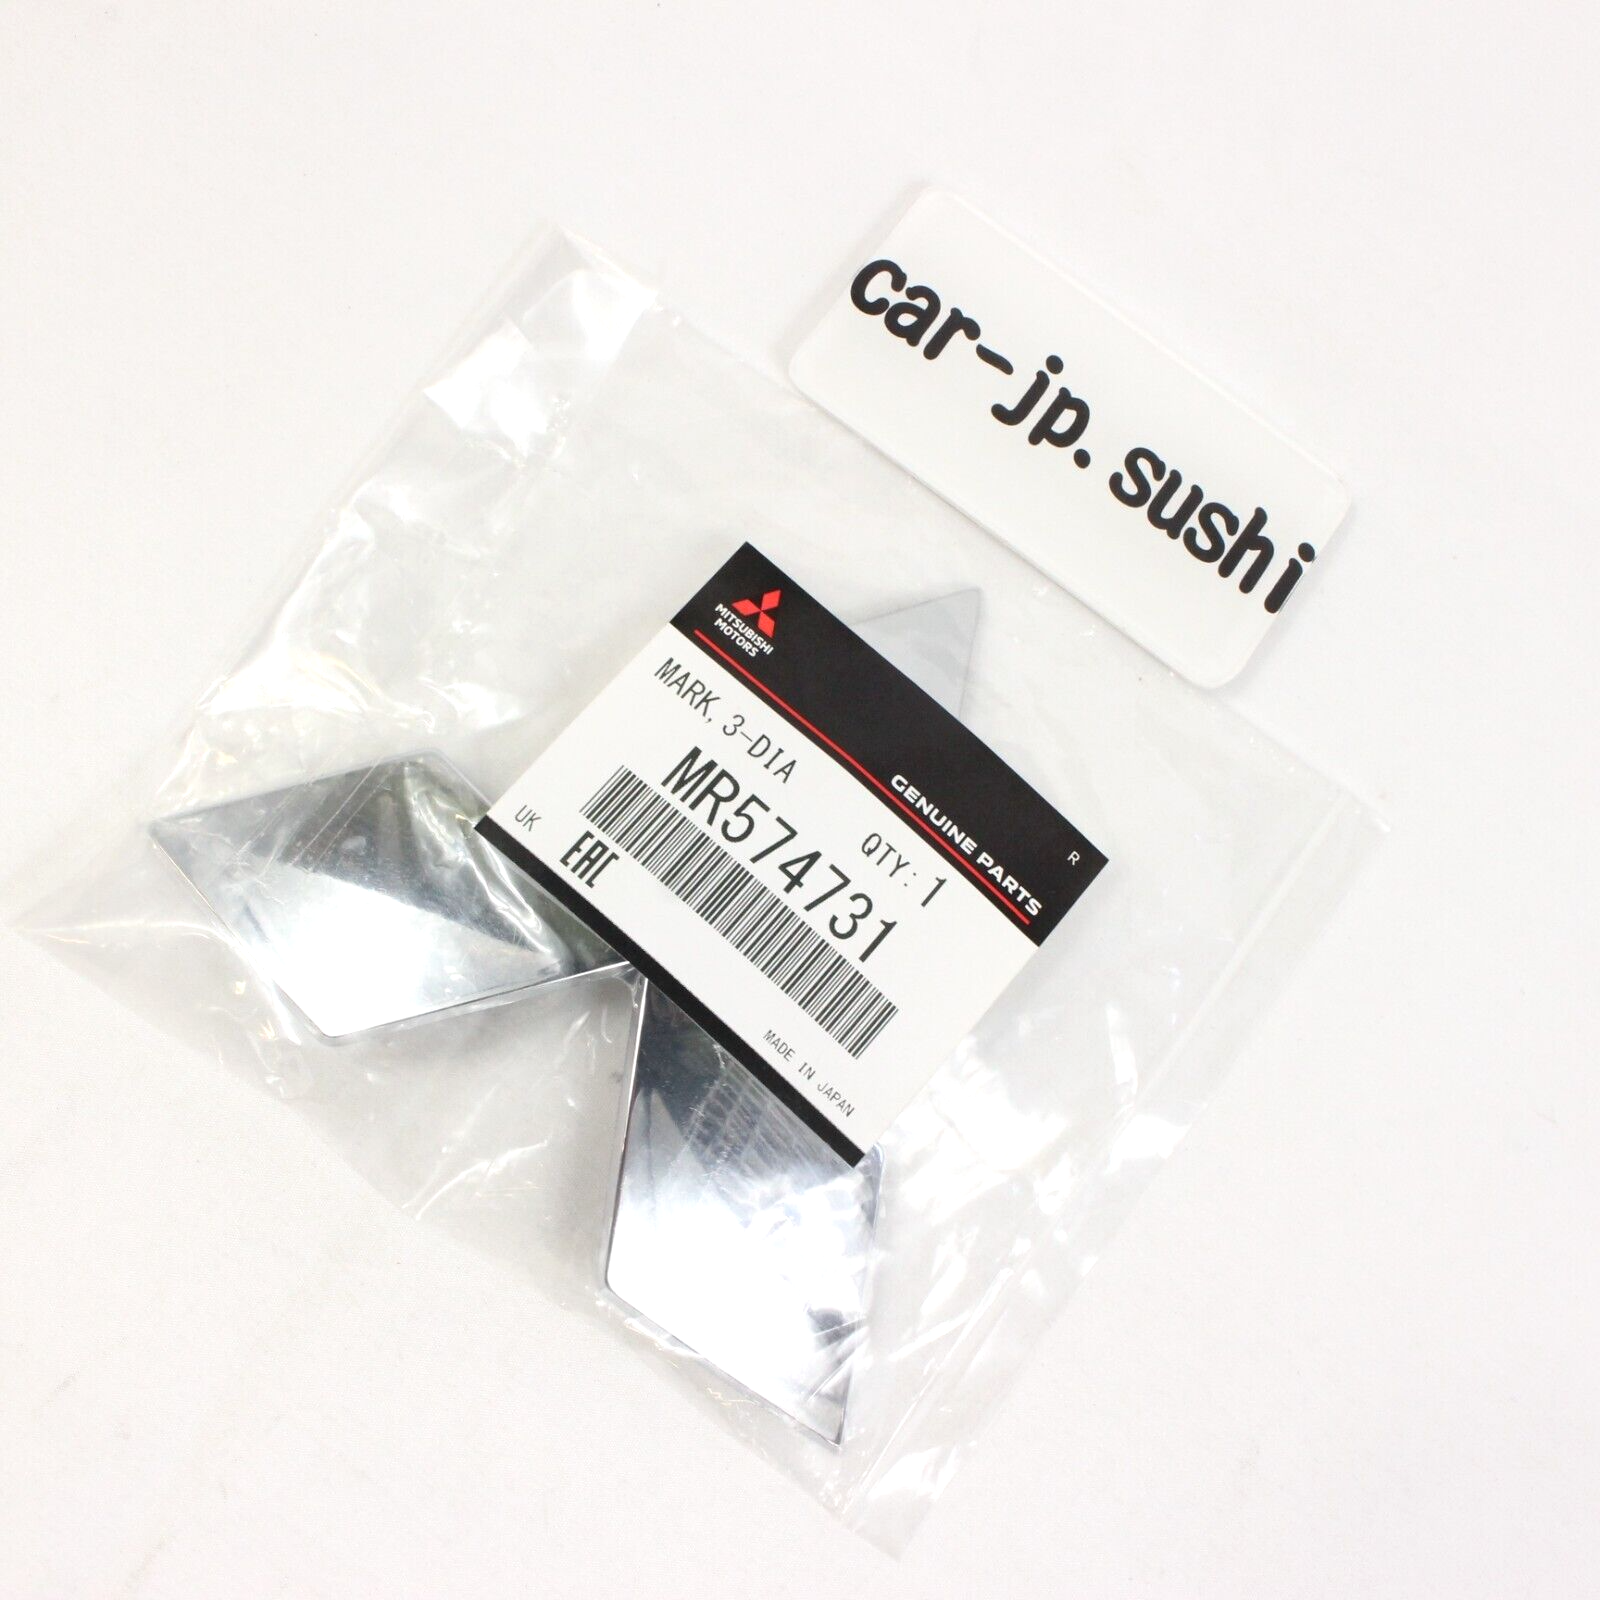 car-jp.sushi
MITSUBISHI
MOTORS
GENUINE PARTS
R
MARK, 3-DIA
QTY: 1
MR574731
UK
EAC
MADE IN JAPAN